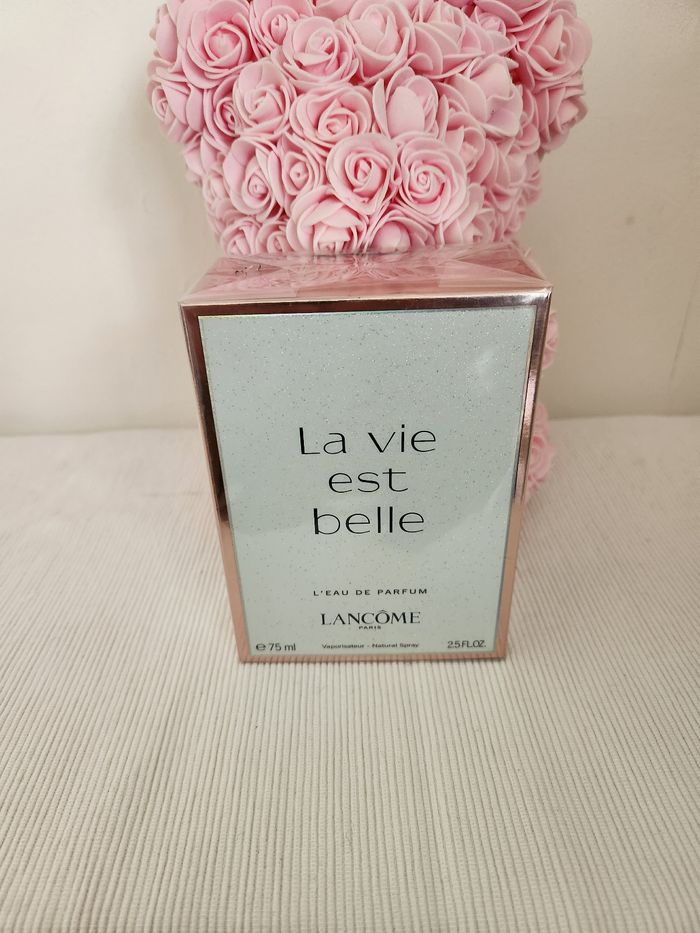 La vie
est
belle
L'EAU DE PARFUM
LANCÔME
PARIS
e 75 ml Vaporisateur - Natural Spray 2.5 FL.OZ.